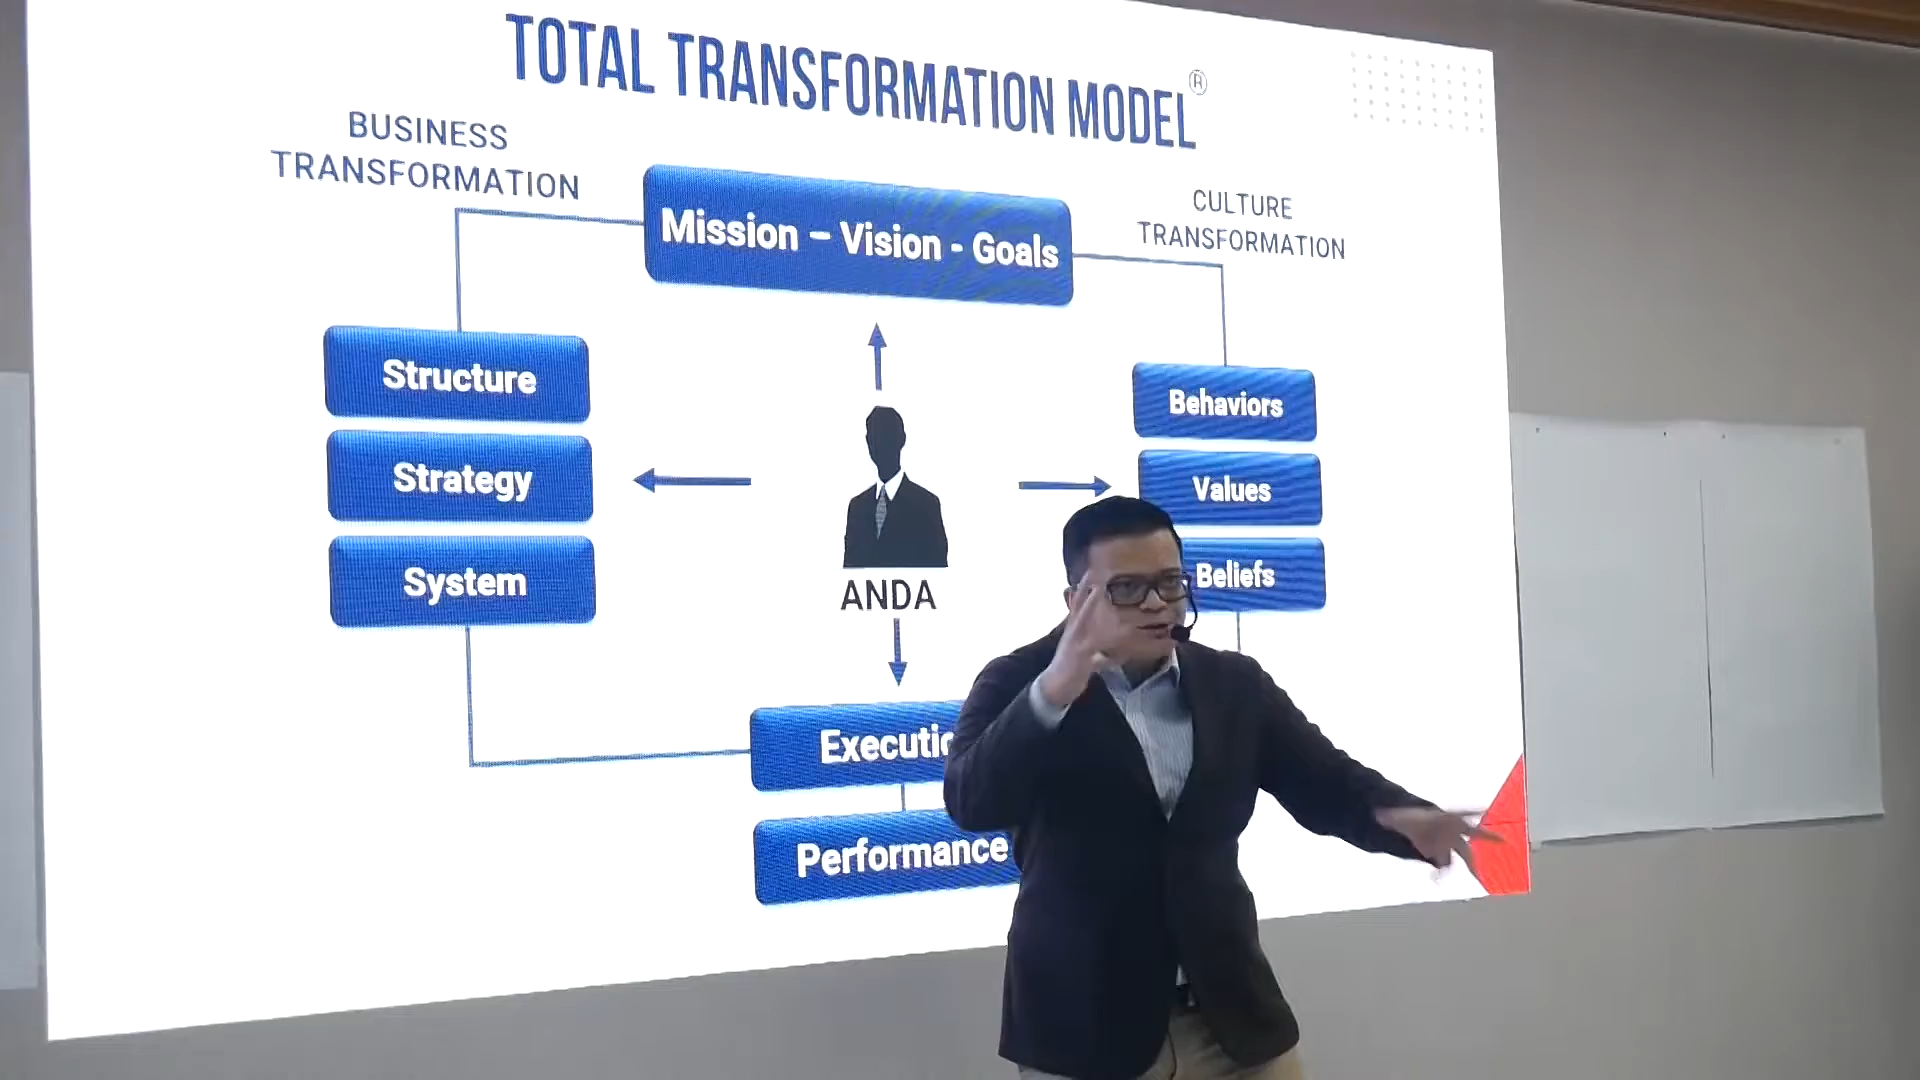 TOTAL TRANSFORMATION MODEL®
BUSINESS
TRANSFORMATION
CULTURE
TRANSFORMATION
Mission – Vision - Goals
Structure
Strategy
System
Behaviors
Values
Beliefs
ANDA
Performance